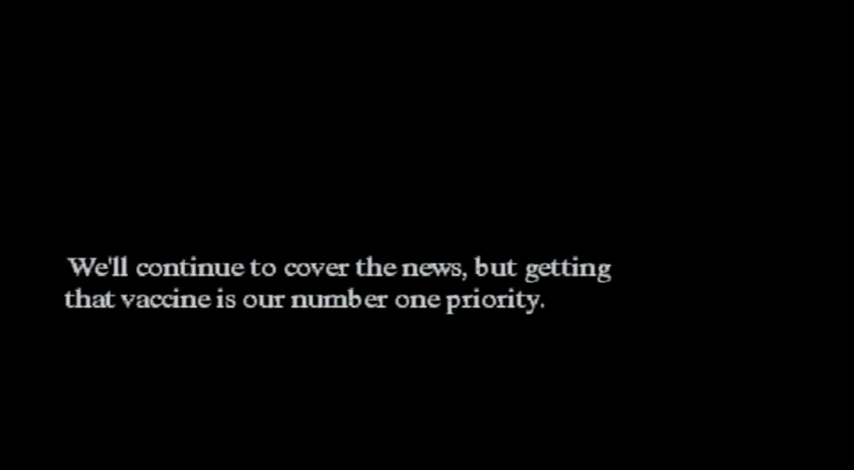 We'll continue to cover the news, but getting
that vaccine is our number one priority.